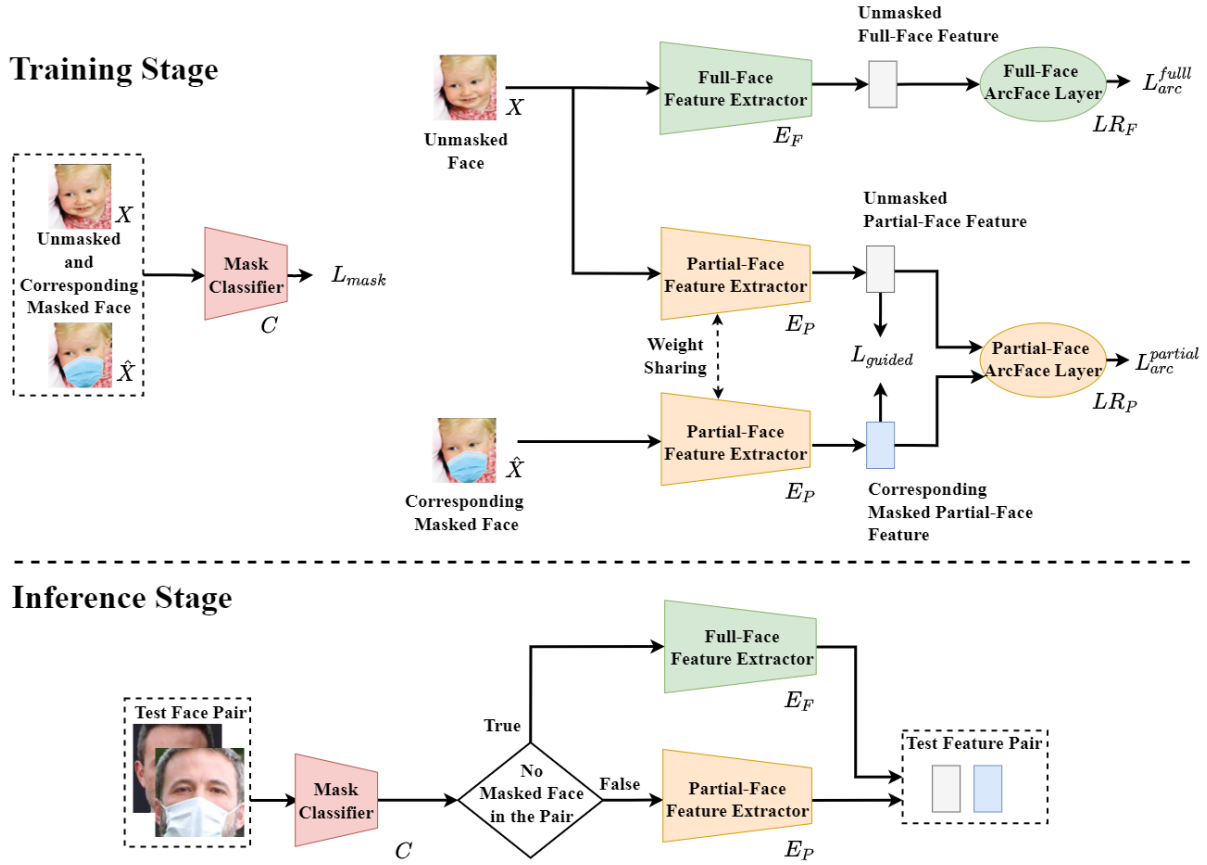 Training Stage
X
Unmasked
and
Corresponding
Masked Face
X̂
Mask
Classifier
C
L_mask
X
Unmasked
Face
Full-Face
Feature Extractor
E_F
Unmasked
Full-Face Feature
Full-Face
ArcFace Layer
LR_F
L_arc^fulll
Partial-Face
Feature Extractor
E_P
Unmasked
Partial-Face Feature
Weight
Sharing
L_guided
Partial-Face
ArcFace Layer
LR_P
L_arc^partial
X̂
Corresponding
Masked Face
Partial-Face
Feature Extractor
E_P
Corresponding
Masked Partial-Face
Feature
Inference Stage
Test Face Pair
Mask
Classifier
C
No
Masked Face
in the Pair
True
False
Full-Face
Feature Extractor
E_F
Partial-Face
Feature Extractor
E_P
Test Feature Pair